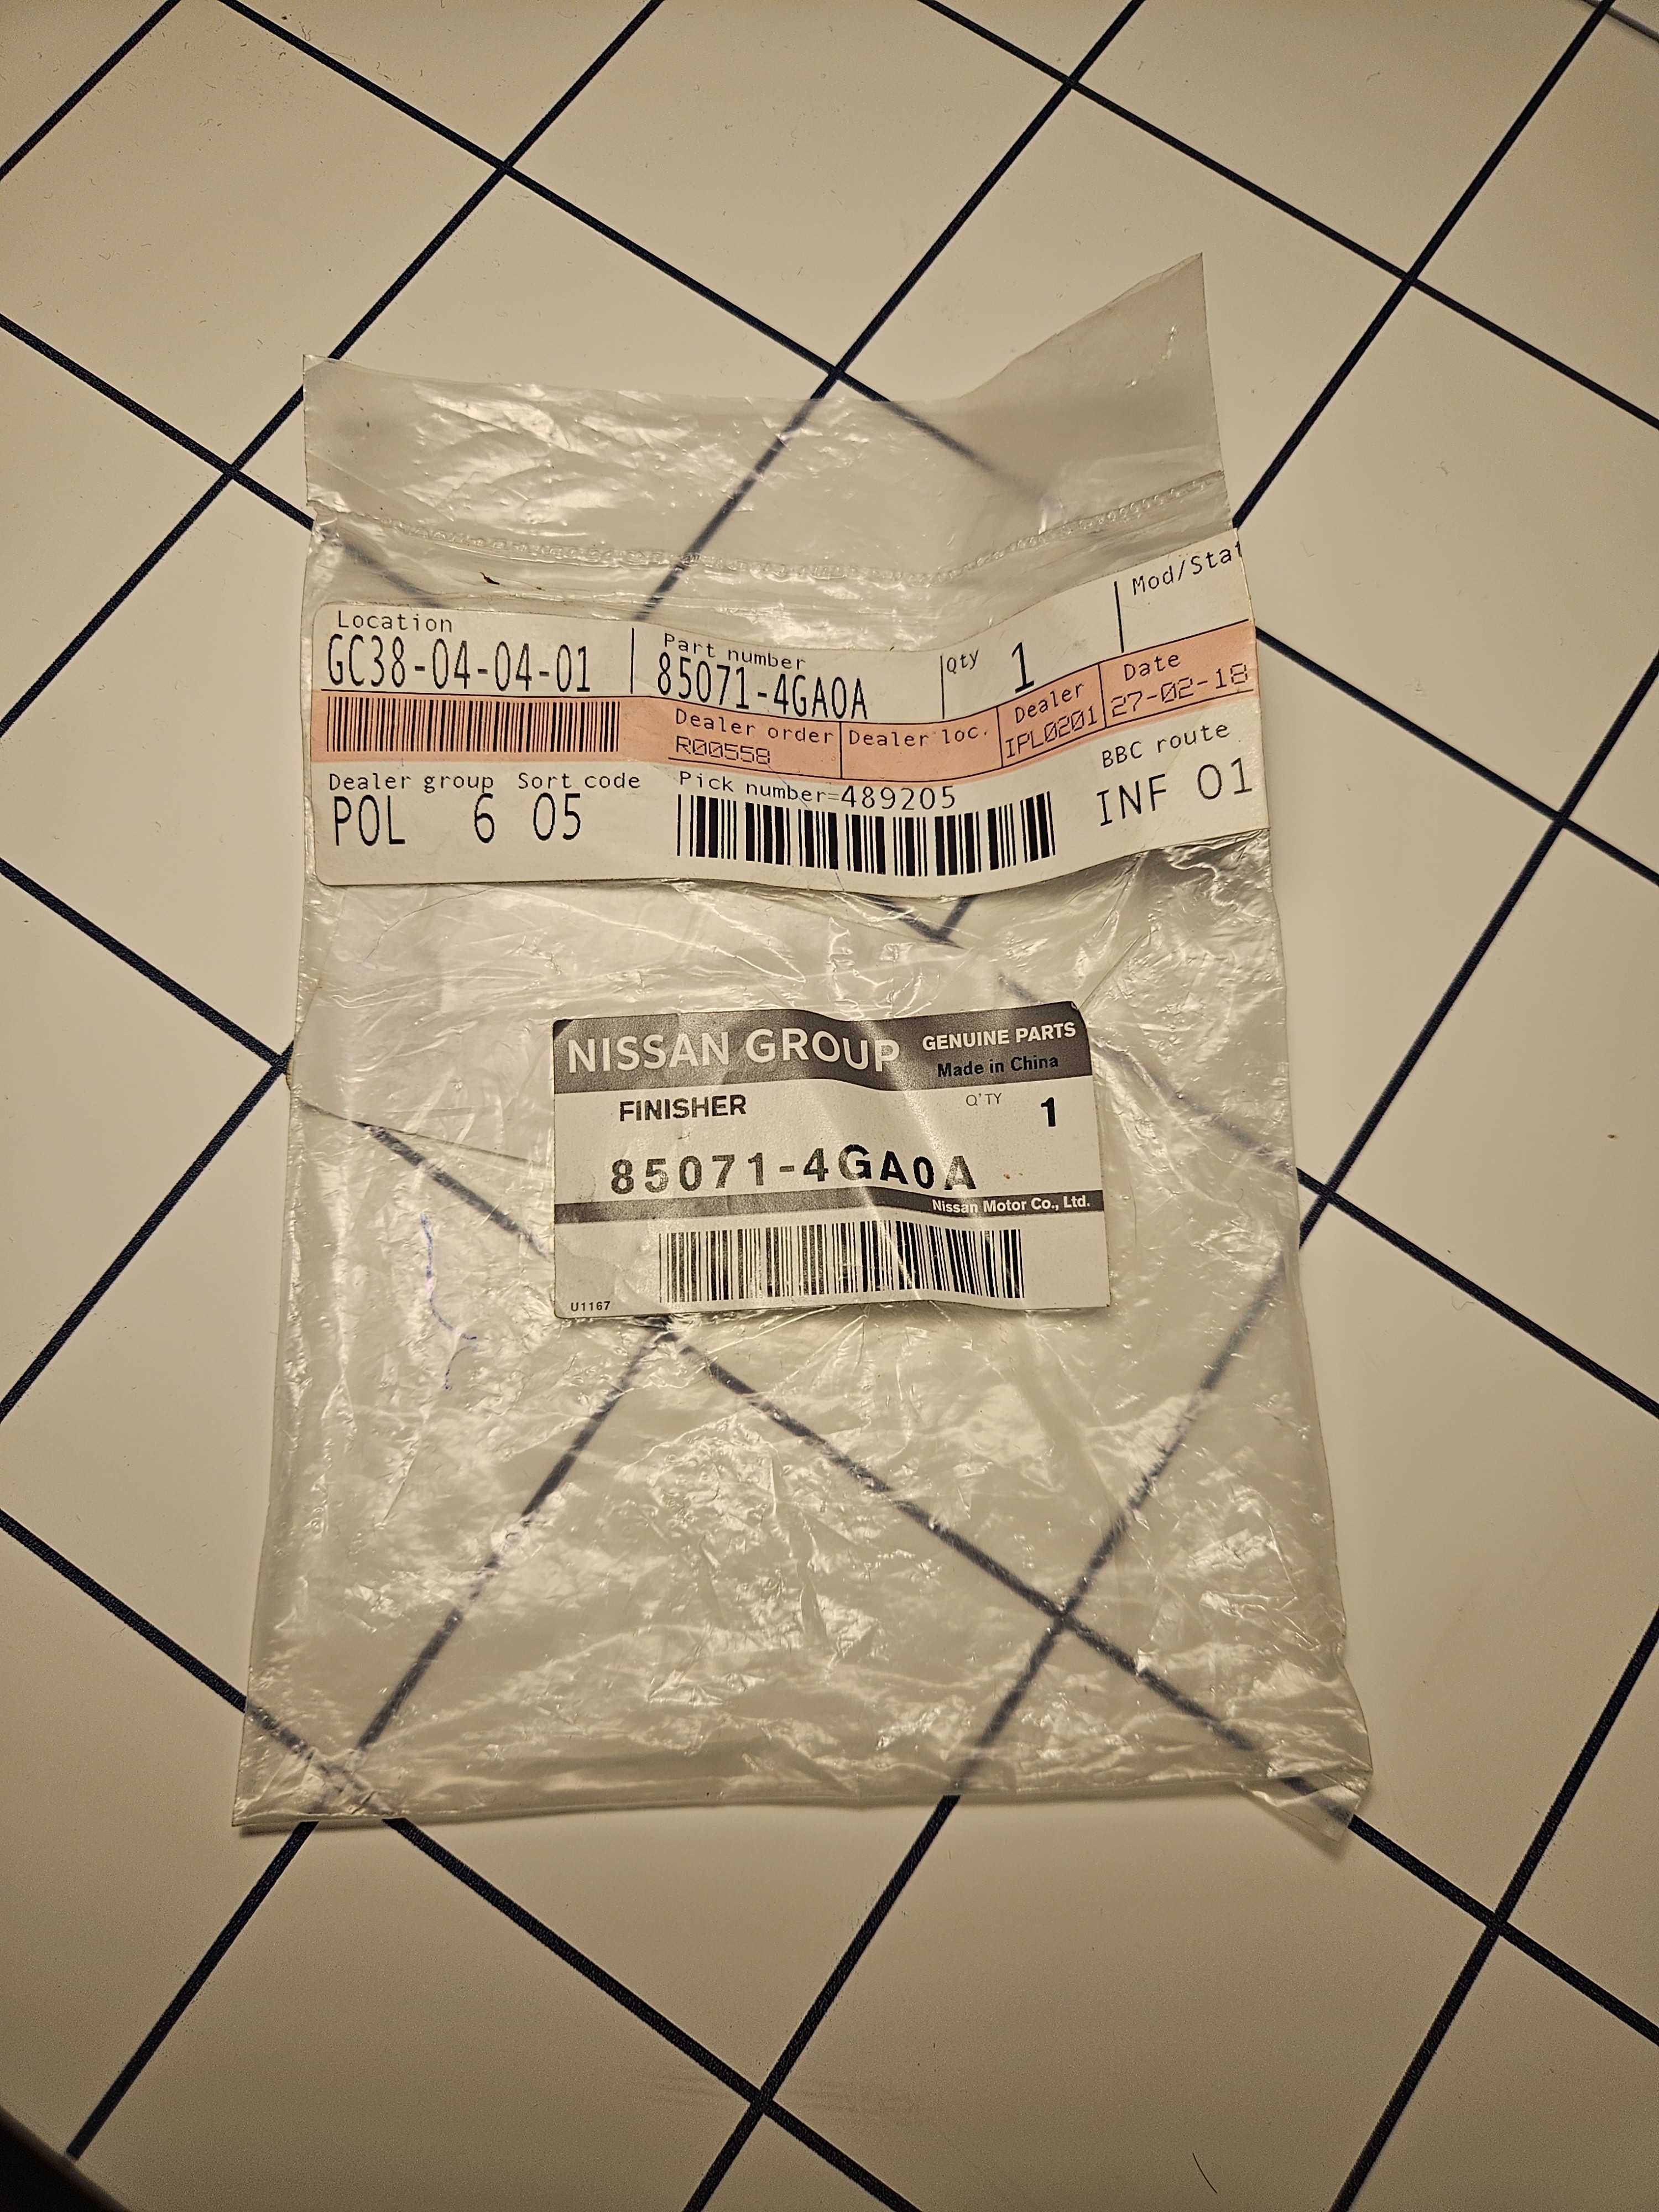 Mod/Stat
Location
GC38-04-04-01
Part number
85071-4GA0A
Qty 1
Dealer order
R00558
Dealer loc.
Dealer
IPL0201
Date
27-02-18
Dealer group Sort code
POL 6 05
Pick number=489205
BBC route
INF 01
NISSAN GROUP
GENUINE PARTS
Made in China
FINISHER
Q'TY 1
85071-4GA0A
Nissan Motor Co., Ltd.
U1167